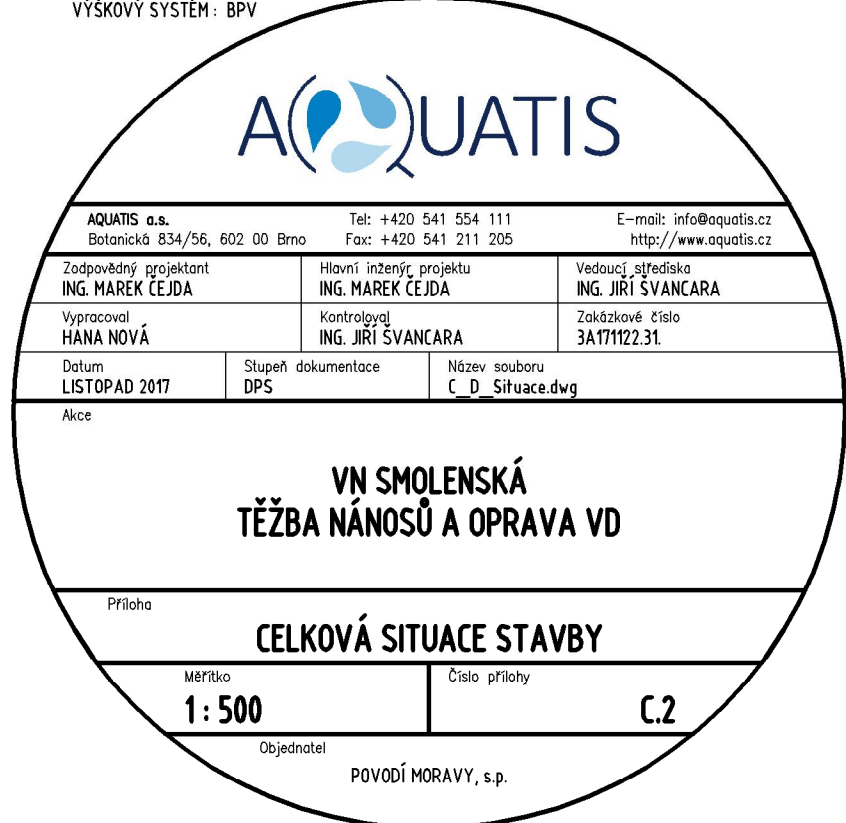 VÝŠKOVÝ SYSTÉM : BPV
AQUATIS
AQUATIS a.s. Tel: +420 541 554 111 E-mail: info@aquatis.cz
Botanická 834/56, 602 00 Brno Fax: +420 541 211 205 http://www.aquatis.cz
Zodpovědný projektant Hlavní inženýr projektu Vedoucí střediska
ING. MAREK ČEJDA ING. MAREK ČEJDA ING. JIŘÍ ŠVANCARA
Vypracoval Kontroloval Zakázkové číslo
HANA NOVÁ ING. JIŘÍ ŠVANCARA 3A171122.31.
Datum Stupeň dokumentace Název souboru
LISTOPAD 2017 DPS C_D_Situace.dwg
Akce
VN SMOLENSKÁ
TĚŽBA NÁNOSŮ A OPRAVA VD
Příloha
CELKOVÁ SITUACE STAVBY
Měřítko Číslo přílohy
1 : 500 C.2
Objednatel
POVODÍ MORAVY, s.p.